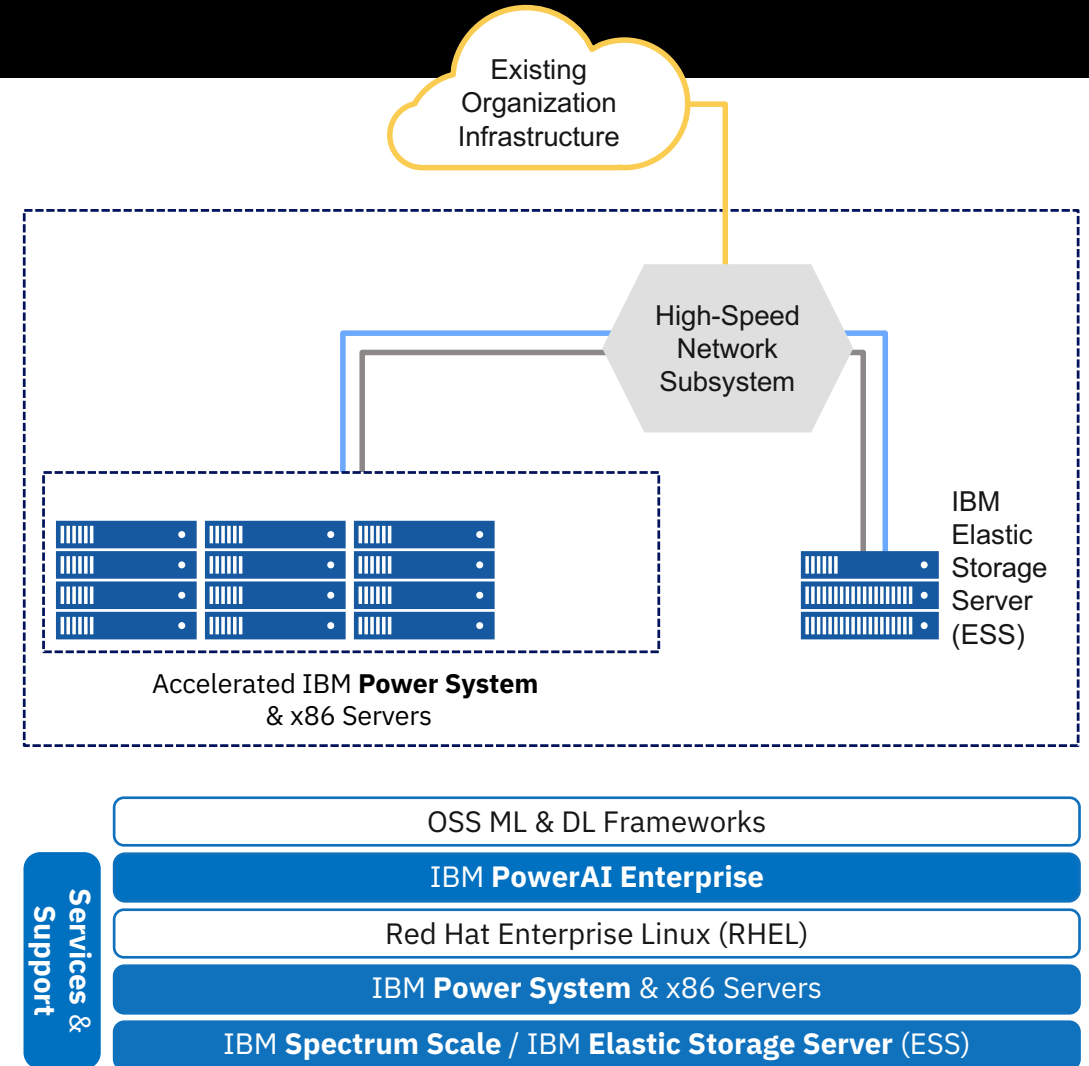 Existing
Organization
Infrastructure
High-Speed
Network
Subsystem
IBM
Elastic
Storage
Server
(ESS)
Accelerated IBM Power System
& x86 Servers
OSS ML & DL Frameworks
Services &
Support
IBM PowerAI Enterprise
Red Hat Enterprise Linux (RHEL)
IBM Power System & x86 Servers
IBM Spectrum Scale / IBM Elastic Storage Server (ESS)